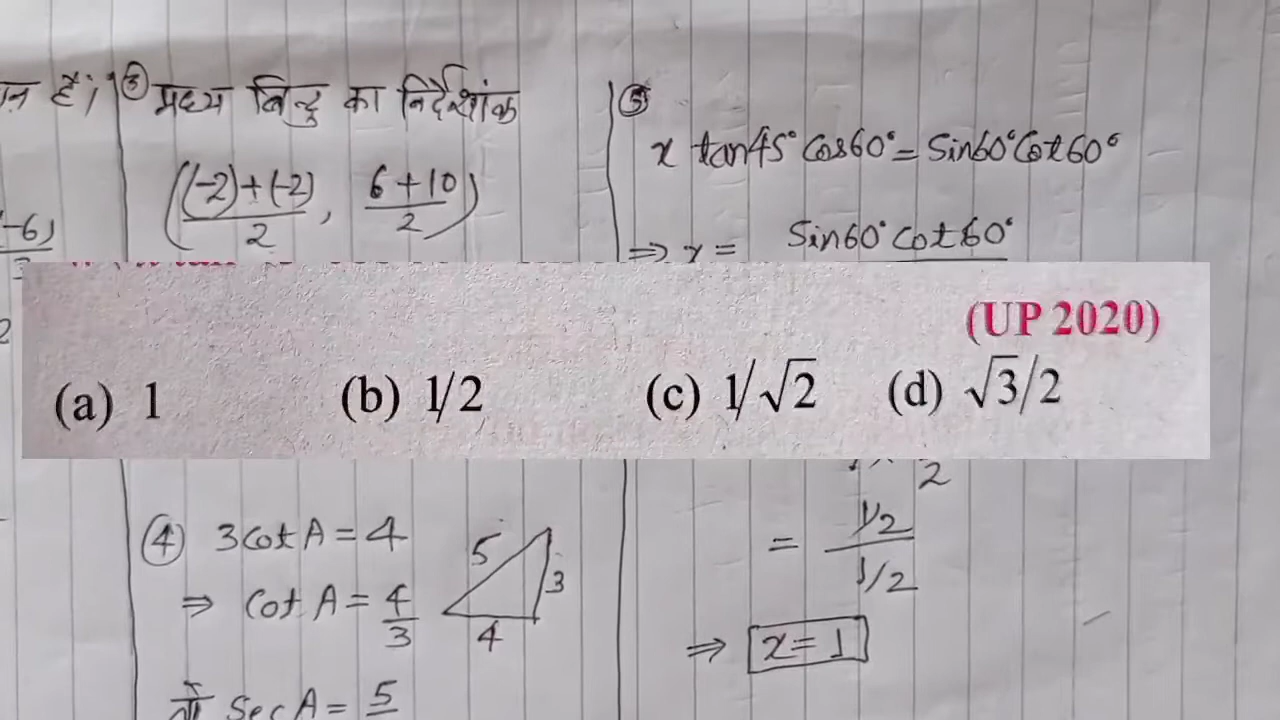 ान हैं।
③ मध्य बिन्दु का निर्देशांक
((-2)+(-2)/2, 6+10/2)
-6)
2
⑤
x tan45° cos60° = Sin60° Cot60°
⇒ x = Sin60° Cot60°
(UP 2020)
(a) 1 (b) 1/2 (c) 1/√2 (d) √3/2
2
④ 3cot A = 4
⇒ cot A = 4/3
5
3
4
Sec A = 5
= 1/2 / 1/2
⇒ x = 1